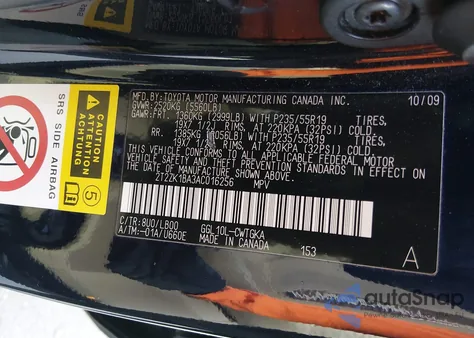 MFD. BY:TOYOTA MOTOR MANUFACTURING CANADA INC. 10/09
GVWR: 2520KG (5560LB)
GAWR: FRT. 1360KG (2999LB) WITH P235/55R19 TIRES,
19X7 1/2J RIMS, AT 220KPA (32PSI) COLD.
RR. 1385KG (3056LB) WITH P235/55R19 TIRES,
19X7 1/2J RIMS, AT 220KPA (32PSI) COLD.
THIS VEHICLE CONFORMS TO ALL APPLICABLE FEDERAL MOTOR
VEHICLE SAFETY AND THEFT PREVENTION STANDARDS IN
EFFECT ON THE DATE OF MANUFACTURE SHOWN ABOVE.
2T2ZK1BA3AC016256 MPV
C/TR:8U0/LB00 GGL10L-CWTGKA
A/TM:-01A/U660E MADE IN CANADA 153 A
SRS SIDE AIRBAG
CAUTION
ATTENTION
ACHTUNG
5
autoSnap